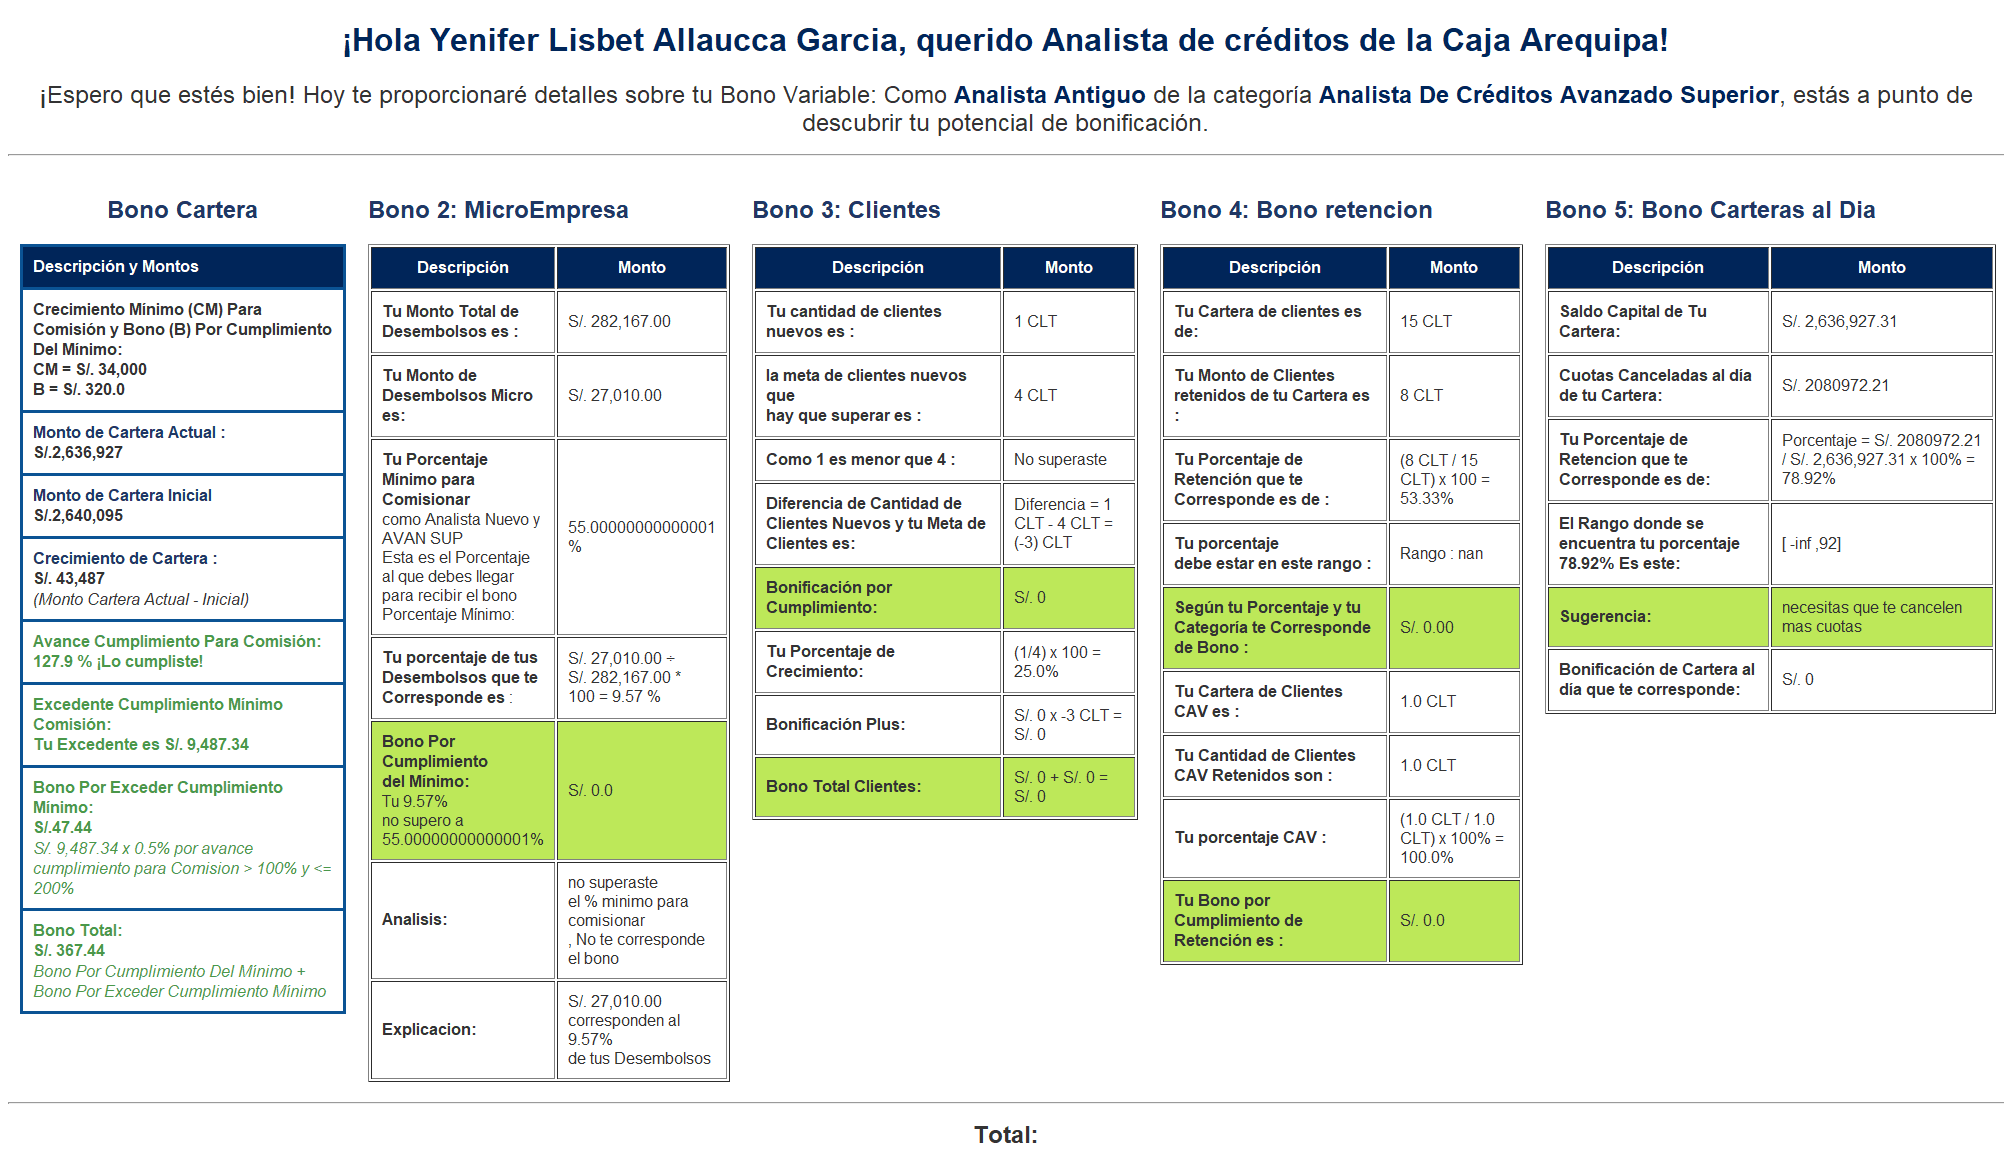 ¡Hola Yenifer Lisbet Allaucca Garcia, querido Analista de créditos de la Caja Arequipa!
¡Espero que estés bien! Hoy te proporcionaré detalles sobre tu Bono Variable: Como Analista Antiguo de la categoría Analista De Créditos Avanzado Superior, estás a punto de
descubrir tu potencial de bonificación.
Bono Cartera
Descripción y Montos
Crecimiento Mínimo (CM) Para
Comisión y Bono (B) Por Cumplimiento
Del Mínimo:
CM = S/. 34,000
B = S/. 320.0
Monto de Cartera Actual :
S/.2,636,927
Monto de Cartera Inicial
S/.2,640,095
Crecimiento de Cartera :
S/. 43,487
(Monto Cartera Actual - Inicial)
Avance Cumplimiento Para Comisión:
127.9 % ¡Lo cumpliste!
Excedente Cumplimiento Mínimo
Comisión:
Tu Excedente es S/. 9,487.34
Bono Por Exceder Cumplimiento
Mínimo:
S/.47.44
S/. 9,487.34 x 0.5% por avance
cumplimiento para Comision > 100% y <=
200%
Bono Total:
S/. 367.44
Bono Por Cumplimiento Del Mínimo +
Bono Por Exceder Cumplimiento Mínimo
Bono 2: MicroEmpresa
Descripción Monto
Tu Monto Total de
Desembolsos es :
S/. 282,167.00
Tu Monto de
Desembolsos Micro
es:
S/. 27,010.00
Tu Porcentaje
Mínimo para
Comisionar
como Analista Nuevo y
AVAN SUP
Esta es el Porcentaje
al que debes llegar
para recibir el bono
Porcentaje Mínimo:
55.00000000000001
%
Tu porcentaje de tus
Desembolsos que te
Corresponde es :
S/. 27,010.00 ÷
S/. 282,167.00 *
100 = 9.57 %
Bono Por
Cumplimiento
del Mínimo:
Tu 9.57%
no supero a
55.00000000000001%
S/. 0.0
Analisis:
no superaste
el % minimo para
comisionar
, No te corresponde
el bono
Explicacion:
S/. 27,010.00
corresponden al
9.57%
de tus Desembolsos
Bono 3: Clientes
Descripción Monto
Tu cantidad de clientes
nuevos es :
1 CLT
la meta de clientes nuevos
que
hay que superar es :
4 CLT
Como 1 es menor que 4 :
No superaste
Diferencia de Cantidad de
Clientes Nuevos y tu Meta de
Clientes es:
Diferencia = 1
CLT - 4 CLT =
(-3) CLT
Bonificación por
Cumplimiento:
S/. 0
Tu Porcentaje de
Crecimiento:
(1/4) x 100 =
25.0%
Bonificación Plus:
S/. 0 x -3 CLT =
S/. 0
Bono Total Clientes:
S/. 0 + S/. 0 =
S/. 0
Bono 4: Bono retencion
Descripción Monto
Tu Cartera de clientes es
de:
15 CLT
Tu Monto de Clientes
retenidos de tu Cartera es
:
8 CLT
Tu Porcentaje de
Retención que te
Corresponde es de :
(8 CLT / 15
CLT) x 100 =
53.33%
Tu porcentaje
debe estar en este rango :
Rango : nan
Según tu Porcentaje y tu
Categoría te Corresponde
de Bono :
S/. 0.00
Tu Cartera de Clientes
CAV es :
1.0 CLT
Tu Cantidad de Clientes
CAV Retenidos son :
1.0 CLT
Tu porcentaje CAV :
(1.0 CLT / 1.0
CLT) x 100% =
100.0%
Tu Bono por
Cumplimiento de
Retención es :
S/. 0.0
Bono 5: Bono Carteras al Dia
Descripción Monto
Saldo Capital de Tu
Cartera:
S/. 2,636,927.31
Cuotas Canceladas al día
de tu Cartera:
S/. 2080972.21
Tu Porcentaje de
Retencion que te
Corresponde es de:
Porcentaje = S/. 2080972.21
/ S/. 2,636,927.31 x 100% =
78.92%
El Rango donde se
encuentra tu porcentaje
78.92% Es este:
[ -inf ,92]
Sugerencia:
necesitas que te cancelen
mas cuotas
Bonificación de Cartera al
día que te corresponde:
S/. 0
Total: